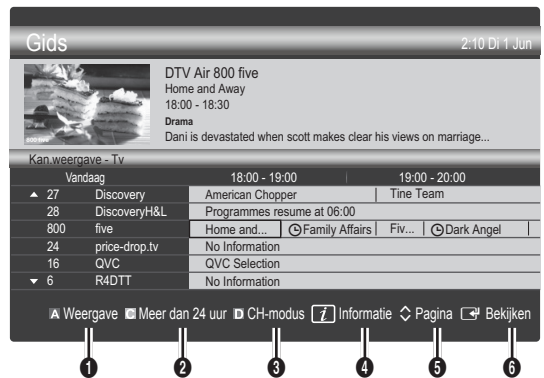 Gids 2:10 Di 1 Jun
DTV Air 800 five
Home and Away
18:00 - 18:30
Drama
Dani is devastated when scott makes clear his views on marriage...
800 five
Kan.weergave - Tv
Vandaag 18:00 - 19:00 19:00 - 20:00
27 Discovery American Chopper Tine Team
28 DiscoveryH&L Programmes resume at 06:00
800 five Home and... Family Affairs Fiv... Dark Angel
24 price-drop.tv No Information
16 QVC QVC Selection
6 R4DTT No Information
A Weergave C Meer dan 24 uur D CH-modus i Informatie Pagina Bekijken
1 2 3 4 5 6